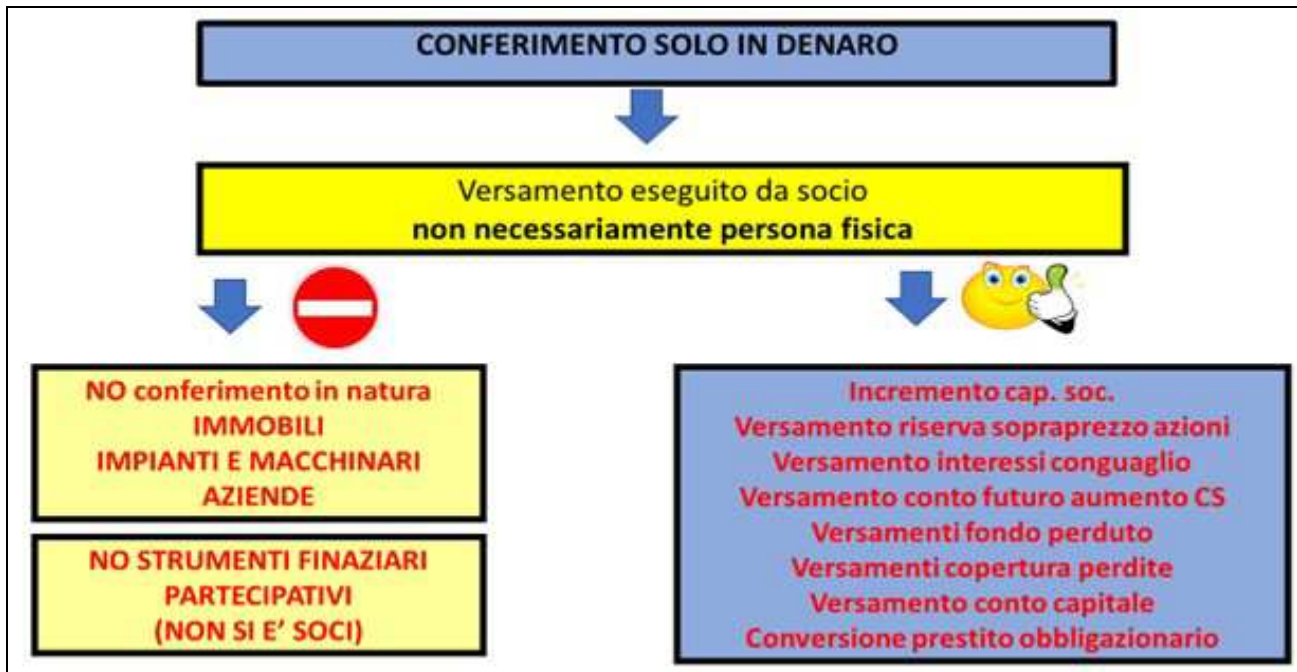 CONFERIMENTO SOLO IN DENARO
Versamento eseguito da socio
non necessariamente persona fisica
NO conferimento in natura
IMMOBILI
IMPIANTI E MACCHINARI
AZIENDE
NO STRUMENTI FINAZIARI
PARTECIPATIVI
(NON SI E' SOCI)
Incremento cap. soc.
Versamento riserva sopraprezzo azioni
Versamento interessi conguaglio
Versamento conto futuro aumento CS
Versamenti fondo perduto
Versamenti copertura perdite
Versamento conto capitale
Conversione prestito obbligazionario